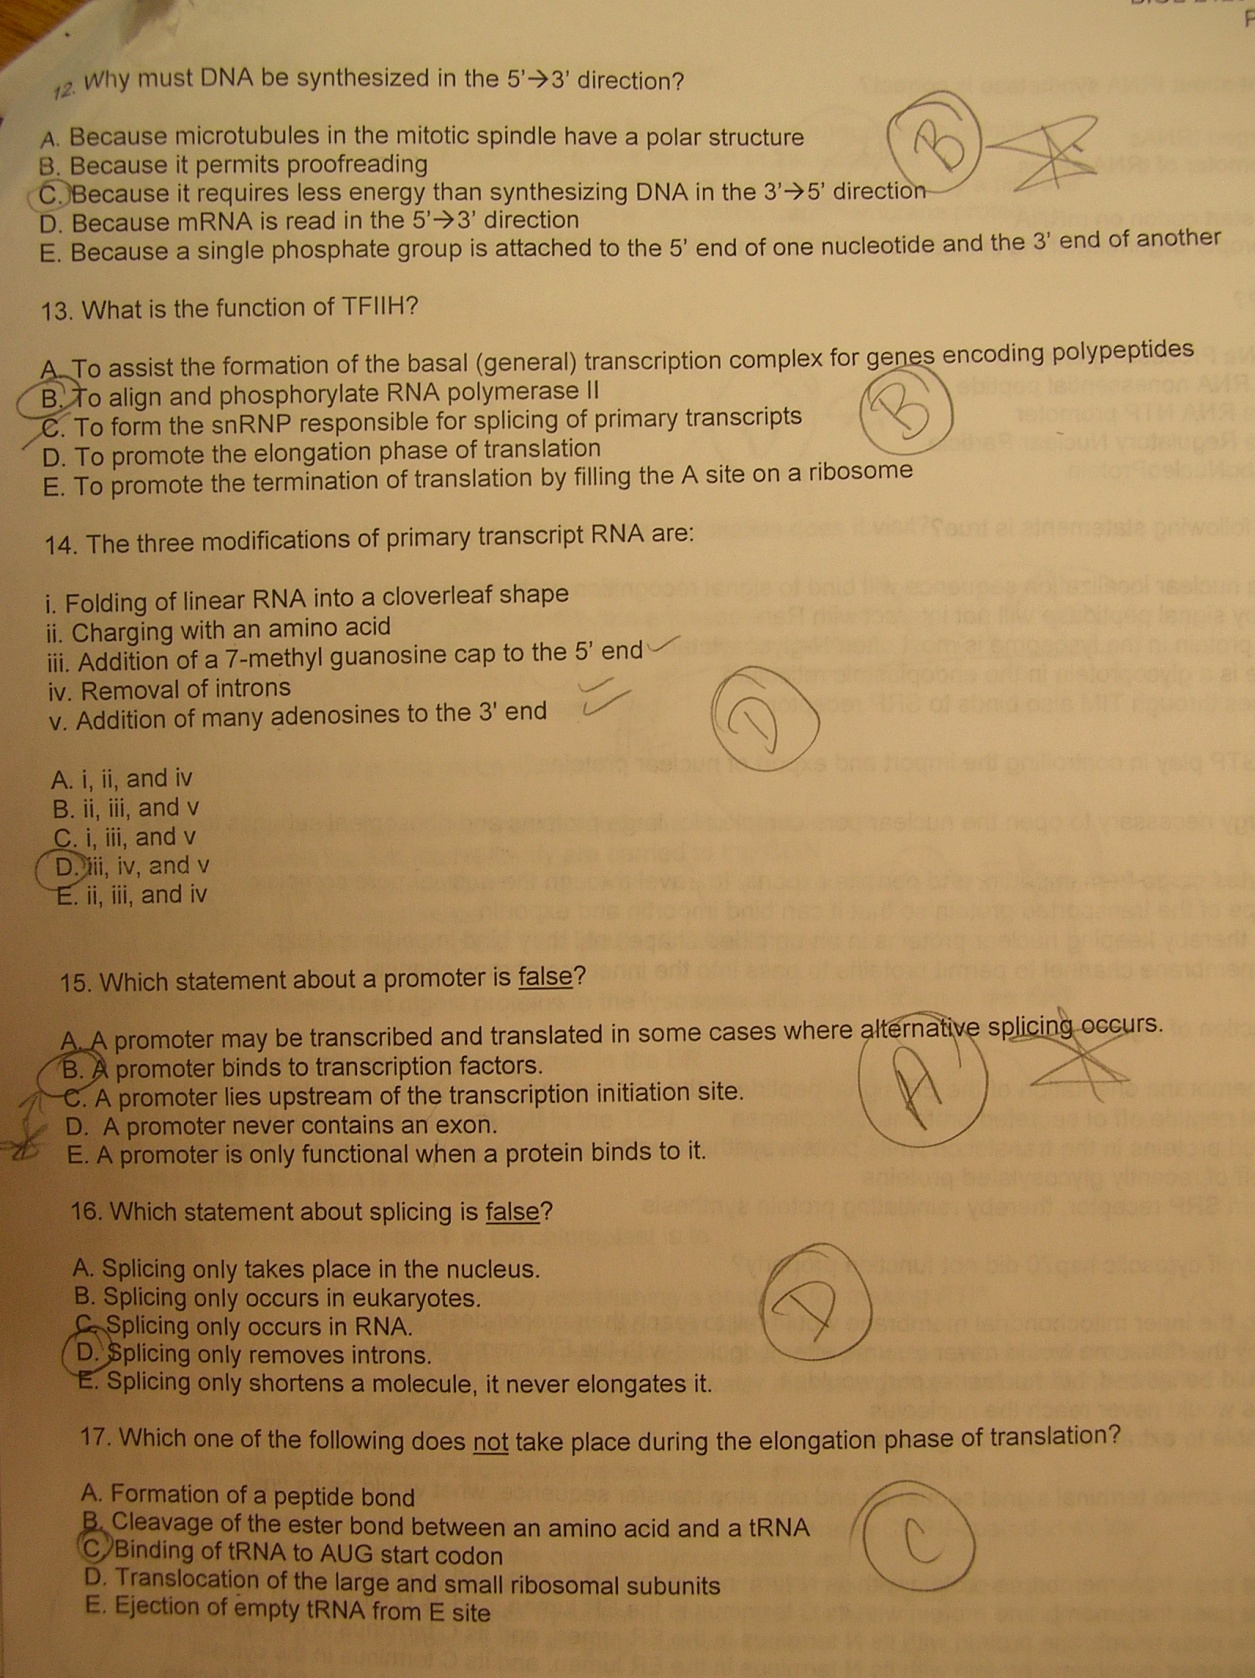 12. Why must DNA be synthesized in the 5'→3' direction?
A. Because microtubules in the mitotic spindle have a polar structure
B. Because it permits proofreading
C. Because it requires less energy than synthesizing DNA in the 3'→5' direction
D. Because mRNA is read in the 5'→3' direction
E. Because a single phosphate group is attached to the 5' end of one nucleotide and the 3' end of another
B
13. What is the function of TFIIH?
A. To assist the formation of the basal (general) transcription complex for genes encoding polypeptides
B. To align and phosphorylate RNA polymerase II
C. To form the snRNP responsible for splicing of primary transcripts
D. To promote the elongation phase of translation
E. To promote the termination of translation by filling the A site on a ribosome
B
14. The three modifications of primary transcript RNA are:
i. Folding of linear RNA into a cloverleaf shape
ii. Charging with an amino acid
iii. Addition of a 7-methyl guanosine cap to the 5' end
iv. Removal of introns
v. Addition of many adenosines to the 3' end
D
A. i, ii, and iv
B. ii, iii, and v
C. i, iii, and v
D. iii, iv, and v
E. ii, iii, and iv
15. Which statement about a promoter is false?
A. A promoter may be transcribed and translated in some cases where alternative splicing occurs.
B. A promoter binds to transcription factors.
C. A promoter lies upstream of the transcription initiation site.
D. A promoter never contains an exon.
E. A promoter is only functional when a protein binds to it.
A
16. Which statement about splicing is false?
A. Splicing only takes place in the nucleus.
B. Splicing only occurs in eukaryotes.
C. Splicing only occurs in RNA.
D. Splicing only removes introns.
E. Splicing only shortens a molecule, it never elongates it.
D
17. Which one of the following does not take place during the elongation phase of translation?
A. Formation of a peptide bond
B. Cleavage of the ester bond between an amino acid and a tRNA
C. Binding of tRNA to AUG start codon
D. Translocation of the large and small ribosomal subunits
E. Ejection of empty tRNA from E site
C